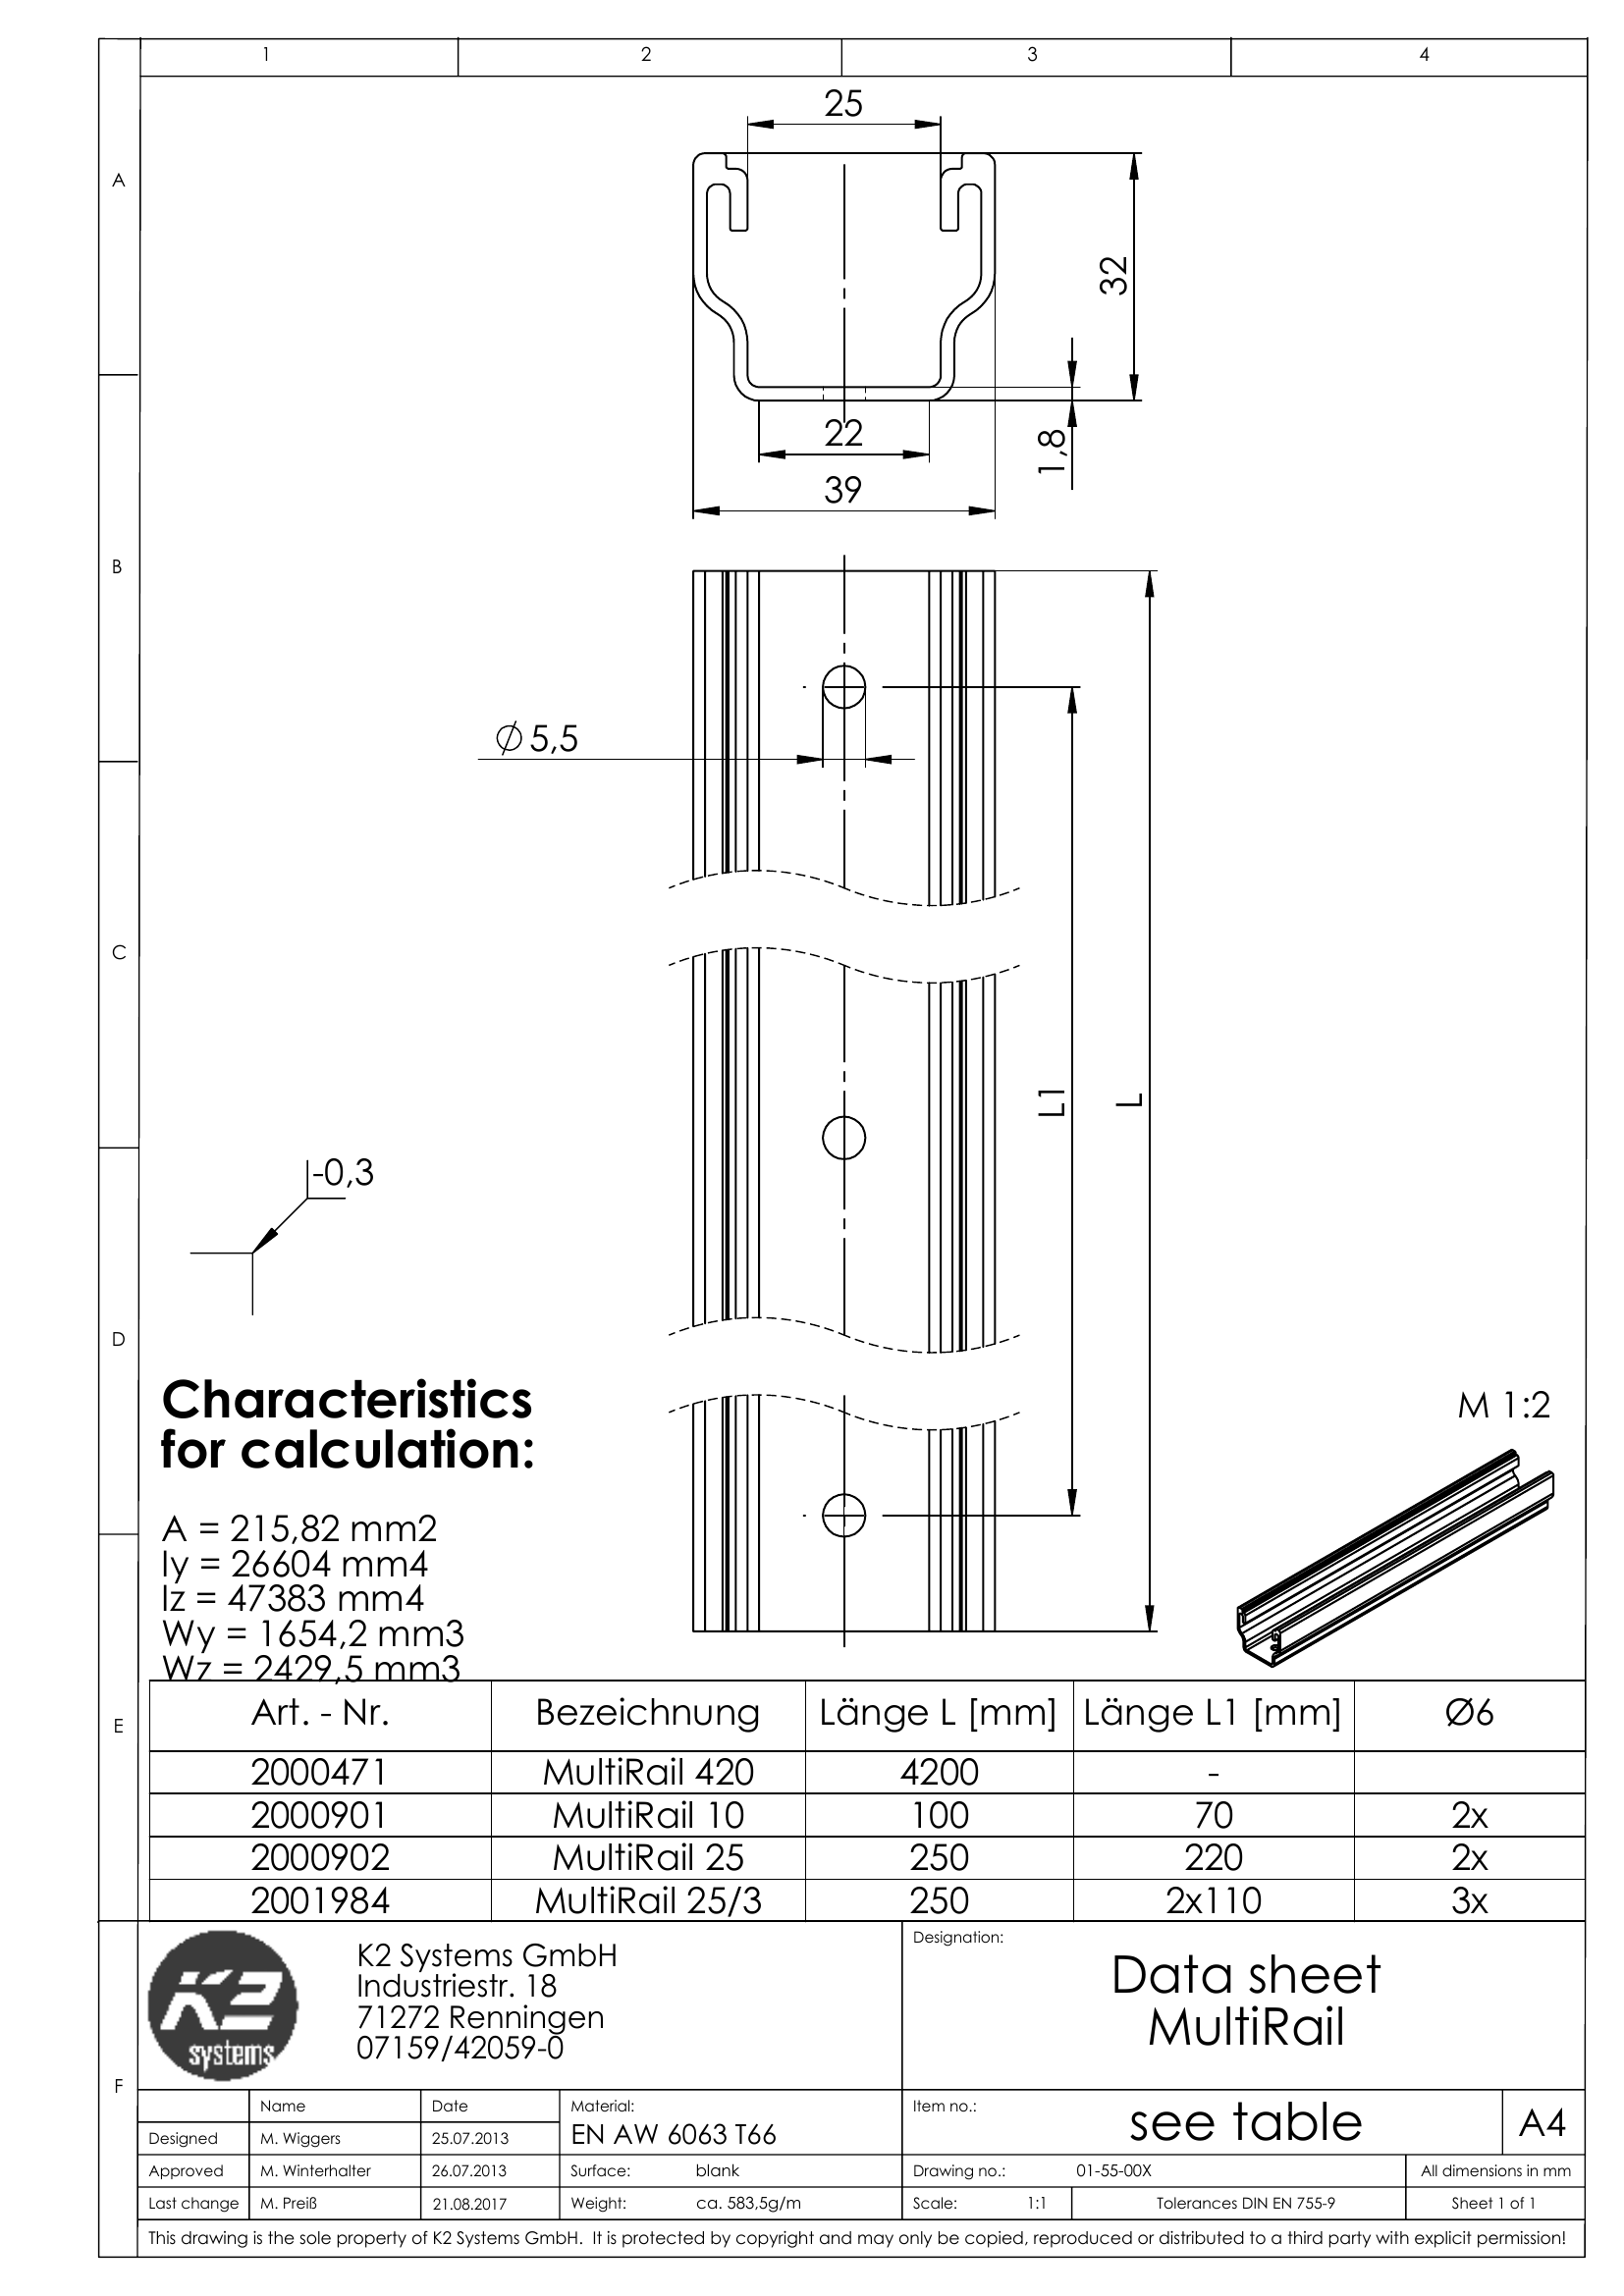 1 2 3 4
A
B
C
D
E
F
25
32
1,8
22
39
Ø5,5
L1
L
-0,3
Characteristics
for calculation:
A = 215,82 mm2
Iy = 26604 mm4
Iz = 47383 mm4
Wy = 1654,2 mm3
Wz = 2429,5 mm3
M 1:2
Art. - Nr. Bezeichnung Länge L [mm] Länge L1 [mm] Ø6
2000471 MultiRail 420 4200 -
2000901 MultiRail 10 100 70 2x
2000902 MultiRail 25 250 220 2x
2001984 MultiRail 25/3 250 2x110 3x
K2
systems
K2 Systems GmbH
Industriestr. 18
71272 Renningen
07159/42059-0
Designation:
Data sheet
MultiRail
Name Date
Designed M. Wiggers 25.07.2013
Approved M. Winterhalter 26.07.2013
Last change M. Preiß 21.08.2017
Material:
EN AW 6063 T66
Surface: blank
Weight: ca. 583,5g/m
Item no.: see table A4
Drawing no.: 01-55-00X All dimensions in mm
Scale: 1:1 Tolerances DIN EN 755-9 Sheet 1 of 1
This drawing is the sole property of K2 Systems GmbH. It is protected by copyright and may only be copied, reproduced or distributed to a third party with explicit permission!